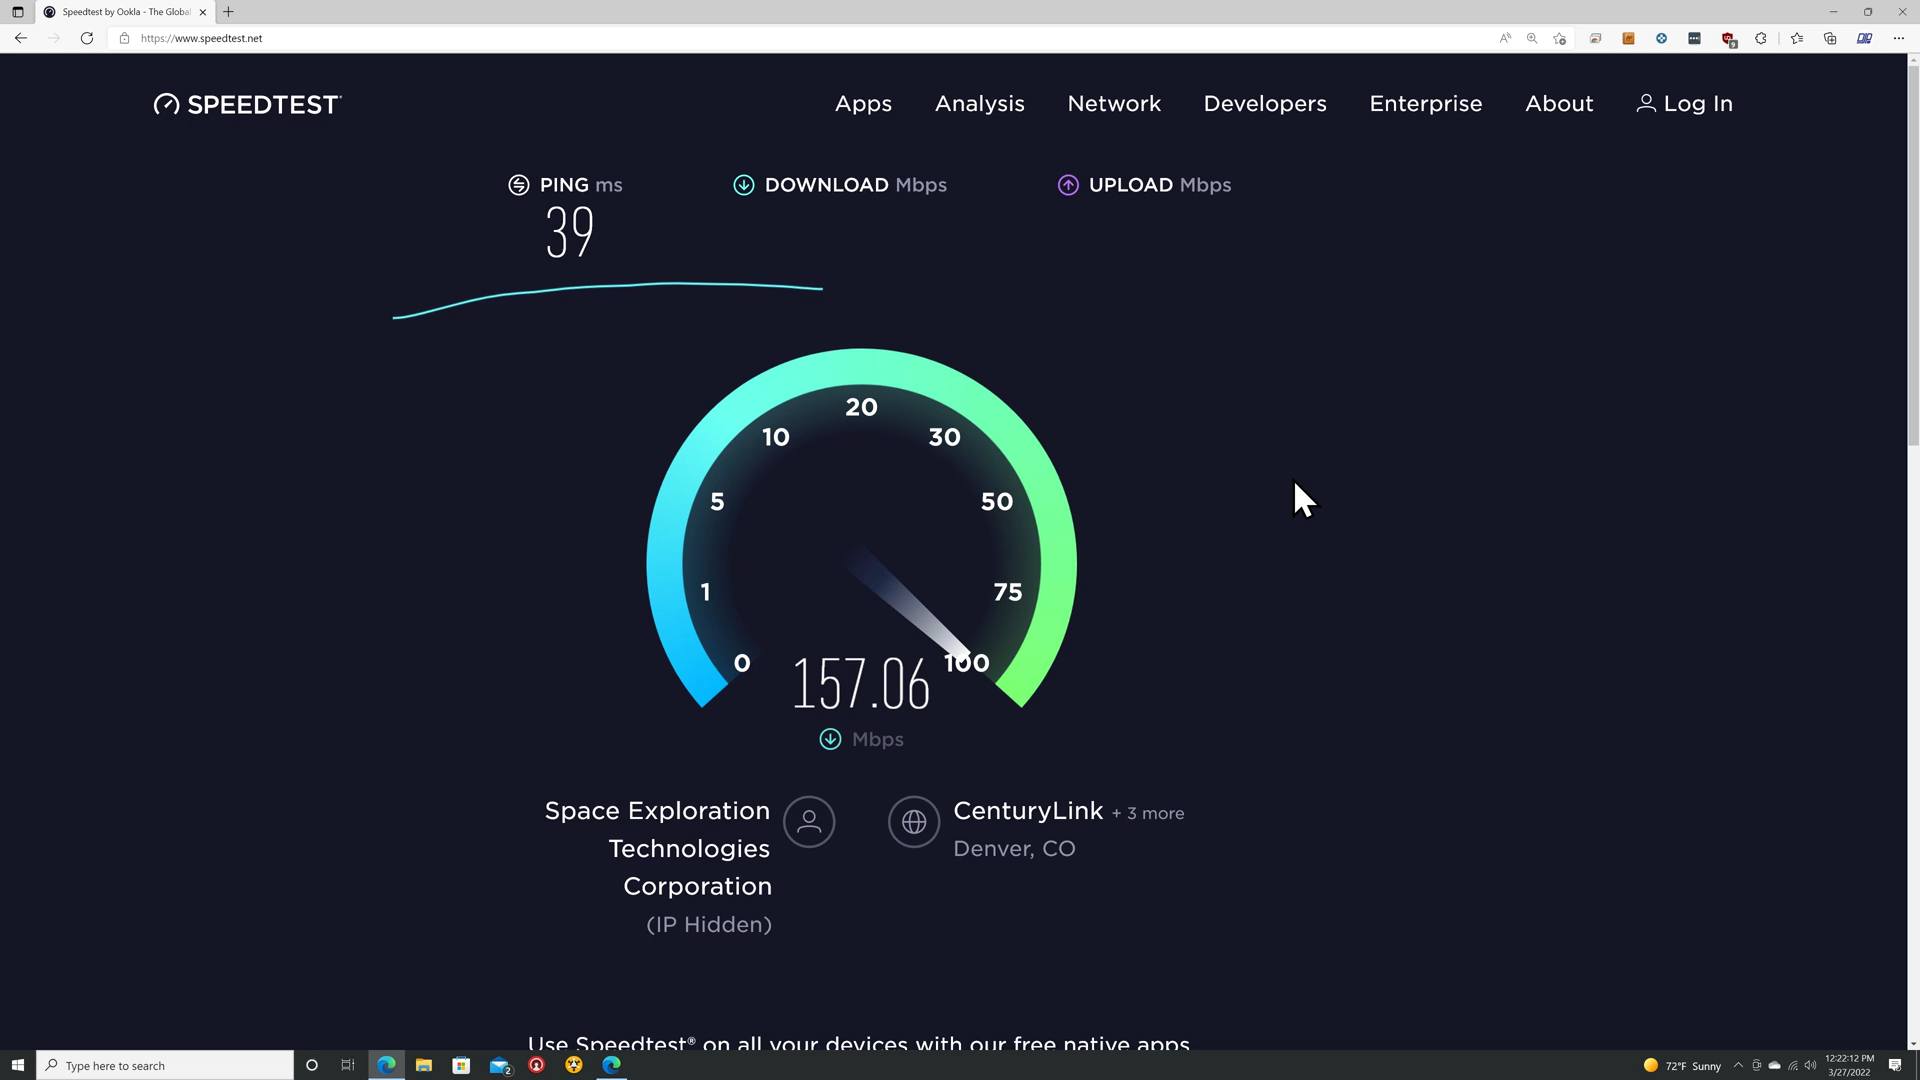 Speedtest by Ookla - The Global
https://www.speedtest.net
9
SPEEDTEST
Apps
Analysis
Network
Developers
Enterprise
About
Log In
PING ms
39
DOWNLOAD Mbps
UPLOAD Mbps
0
1
5
10
20
30
50
75
100
157.06
Mbps
Space Exploration
Technologies
Corporation
(IP Hidden)
CenturyLink + 3 more
Denver, CO
Use Speedtest® on all your devices with our free native apps
Type here to search
2
72°F Sunny
12:22:12 PM
3/27/2022